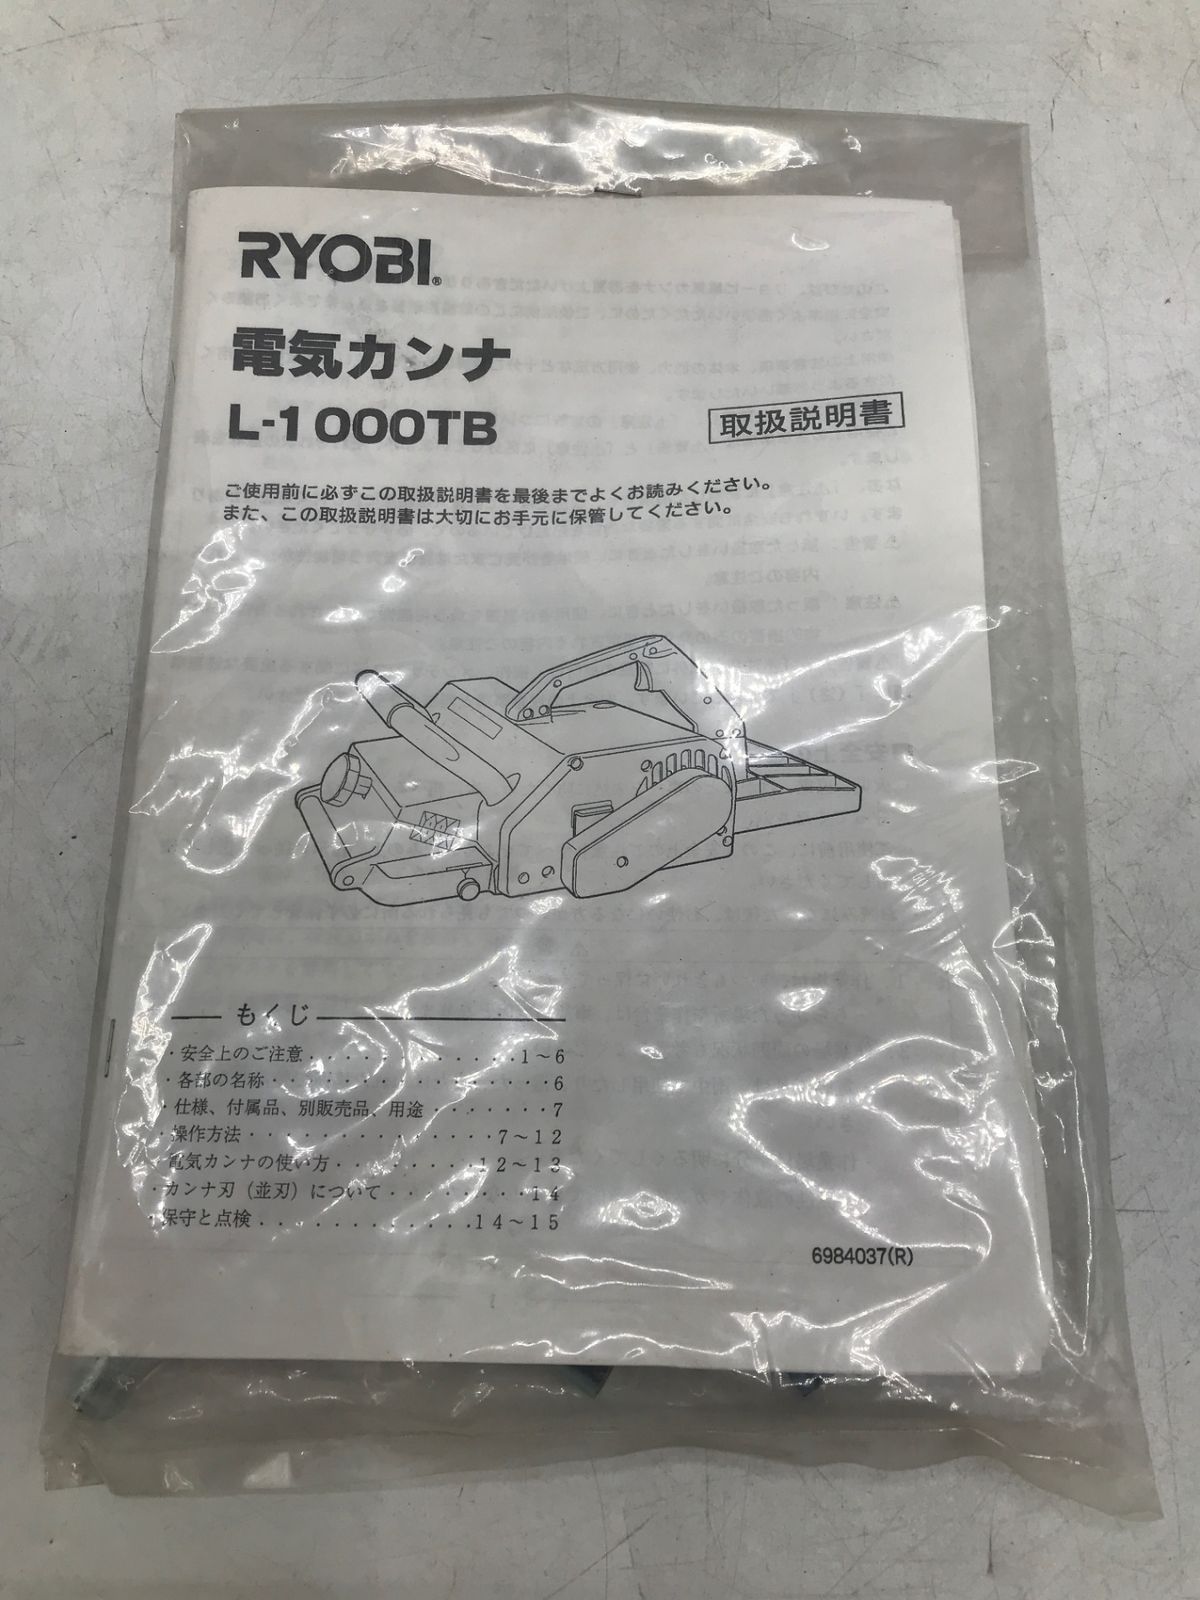 RYOBI®
電気カンナ
L-1000TB
取扱説明書
ご使用前に必ずこの取扱説明書を最後までよくお読みください。
また、この取扱説明書は大切にお手元に保管してください。
もくじ
・安全上のご注意 . . . . . . . . . . . . . 1～6
・各部の名称 . . . . . . . . . . . . . . . 6
・仕様、付属品、別販売品、用途 . . . . . . . 7
・操作方法 . . . . . . . . . . . . . . 7～12
・電気カンナの使い方 . . . . . . . . . 12～13
・カンナ刃（並刃）について . . . . . . . . 14
・保守と点検 . . . . . . . . . . . . . 14～15
6984037(R)